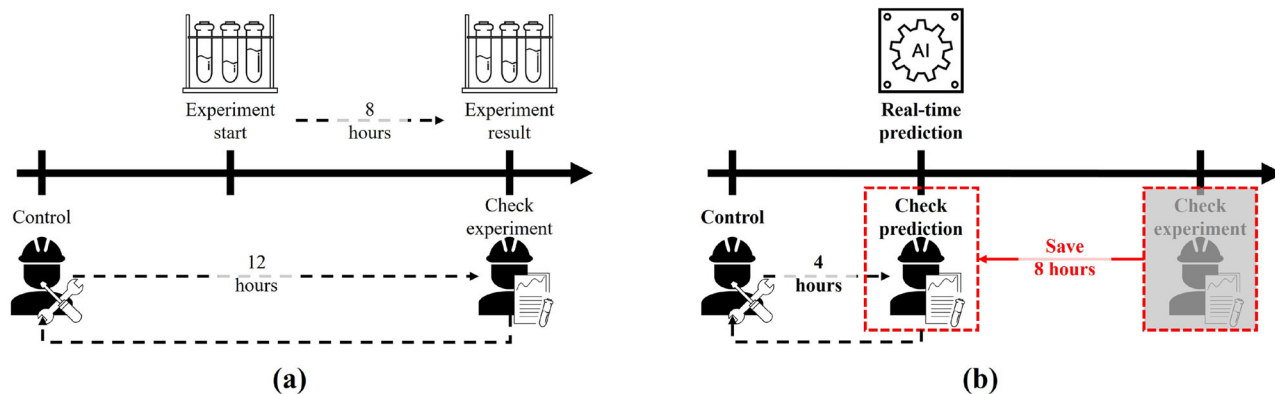 Experiment
start
8
hours
Experiment
result
Control
Check
experiment
12
hours
(a)
AI
Real-time
prediction
Control
Check
prediction
Check
experiment
4
hours
Save
8 hours
(b)